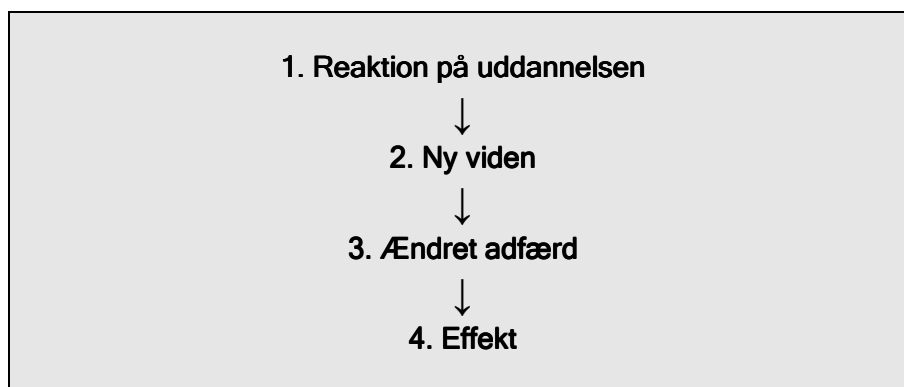 1. Reaktion på uddannelsen
↓
2. Ny viden
↓
3. Ændret adfærd
↓
4. Effekt